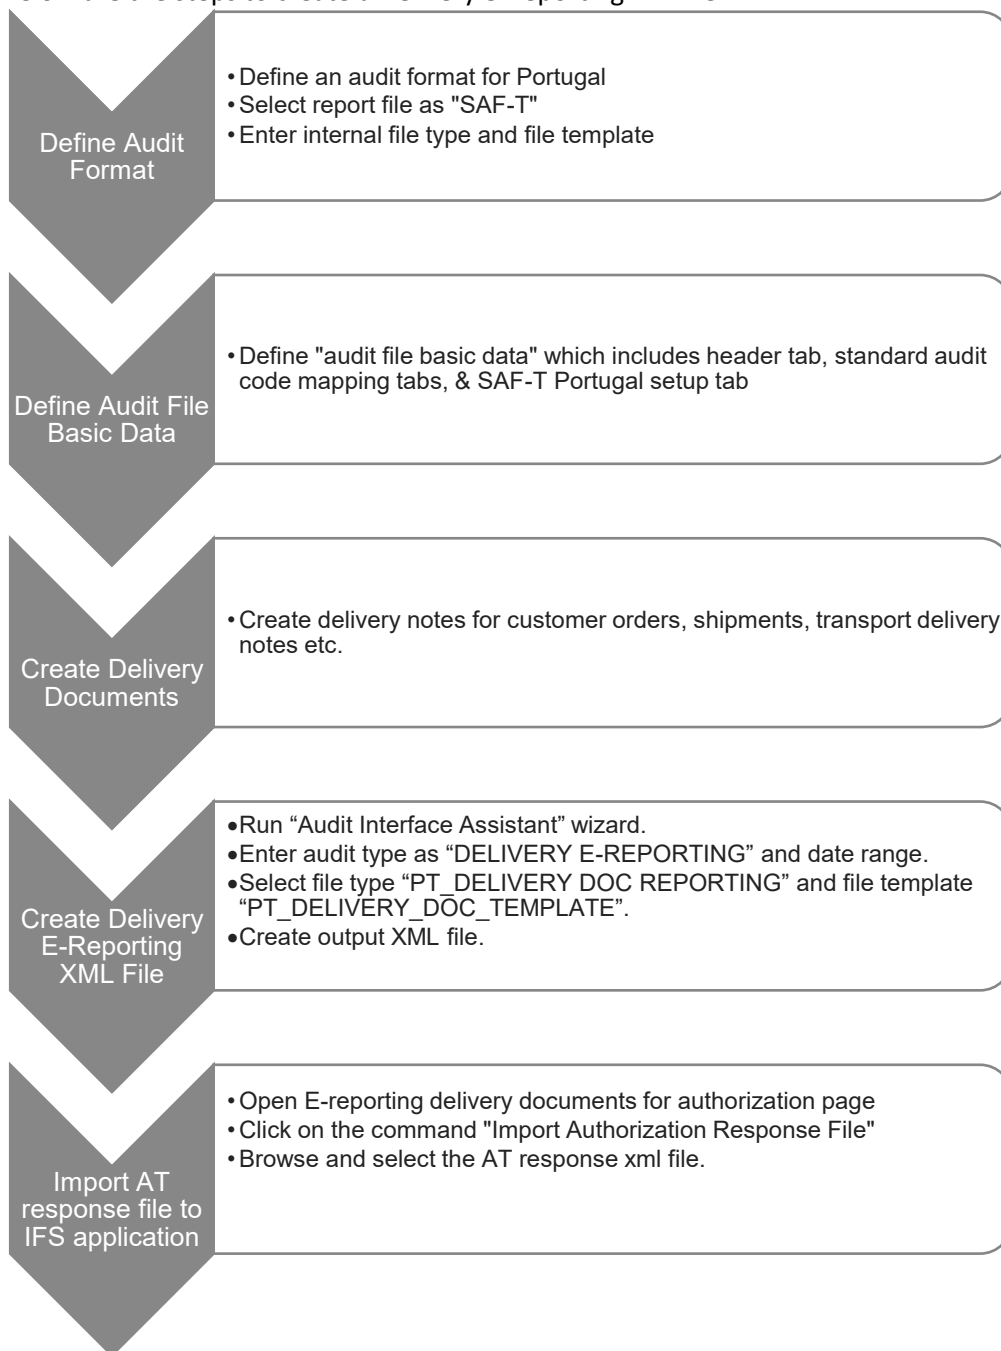 Define Audit
Format
• Define an audit format for Portugal
• Select report file as "SAF-T"
• Enter internal file type and file template
Define Audit File
Basic Data
• Define "audit file basic data" which includes header tab, standard audit
code mapping tabs, & SAF-T Portugal setup tab
Create Delivery
Documents
• Create delivery notes for customer orders, shipments, transport delivery
notes etc.
Create Delivery
E-Reporting
XML File
•Run “Audit Interface Assistant” wizard.
•Enter audit type as “DELIVERY E-REPORTING” and date range.
•Select file type “PT_DELIVERY DOC REPORTING” and file template
“PT_DELIVERY_DOC_TEMPLATE”.
•Create output XML file.
Import AT
response file to
IFS application
• Open E-reporting delivery documents for authorization page
• Click on the command "Import Authorization Response File"
• Browse and select the AT response xml file.